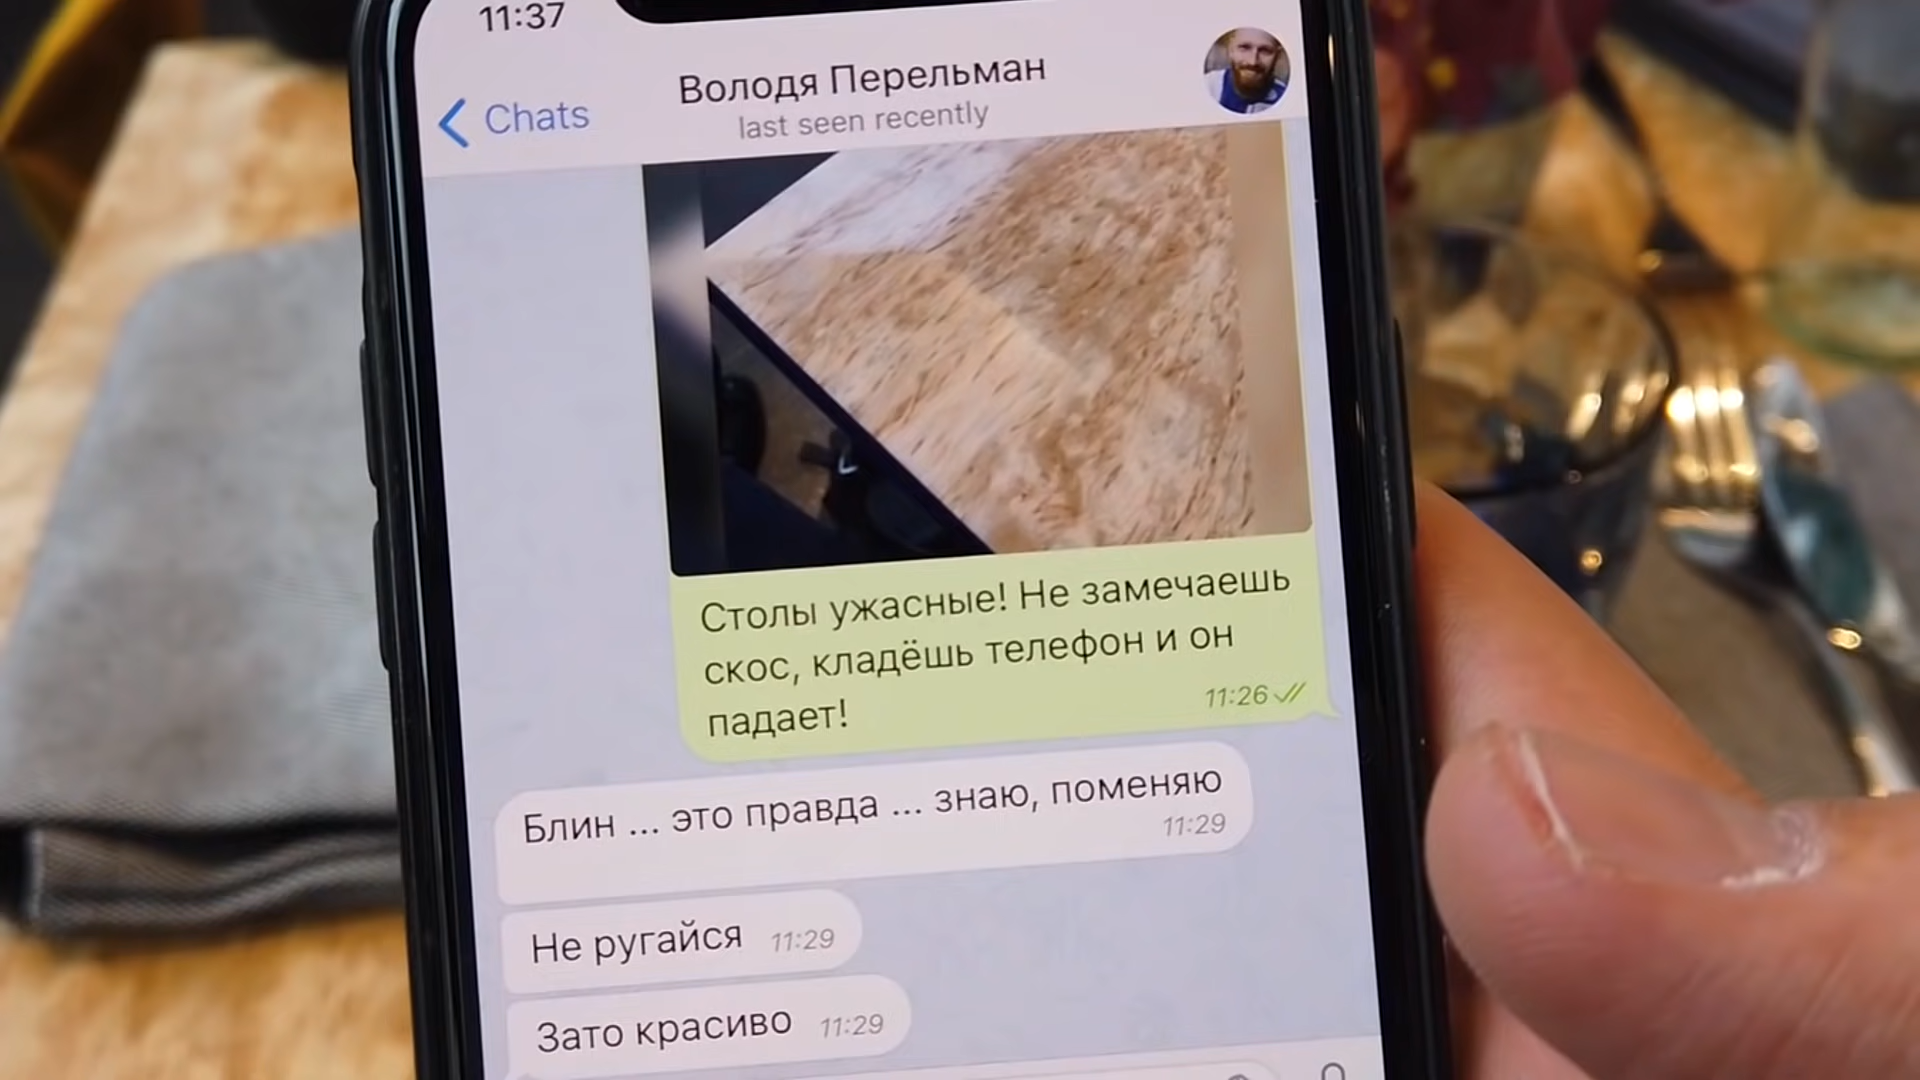 11:37
Chats
Володя Перельман
last seen recently
Столы ужасные! Не замечаешь
скос, кладёшь телефон и он
падает!
11:26
Блин ... это правда ... знаю, поменяю
11:29
Не ругайся 11:29
Зато красиво 11:29